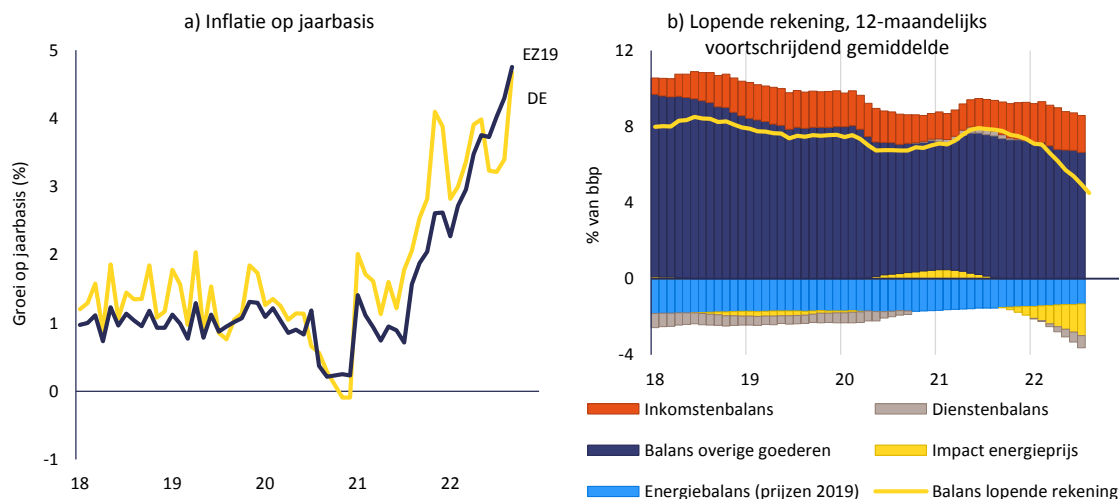 a) Inflatie op jaarbasis
5
4
3
2
1
0
-1
Groei op jaarbasis (%)
EZ19
DE
18 19 20 21 22
b) Lopende rekening, 12-maandelijks
voortschrijdend gemiddelde
12
8
4
0
-4
% van bbp
18 19 20 21 22
Inkomstenbalans
Dienstenbalans
Balans overige goederen
Impact energieprijs
Energiebalans (prijzen 2019)
Balans lopende rekening